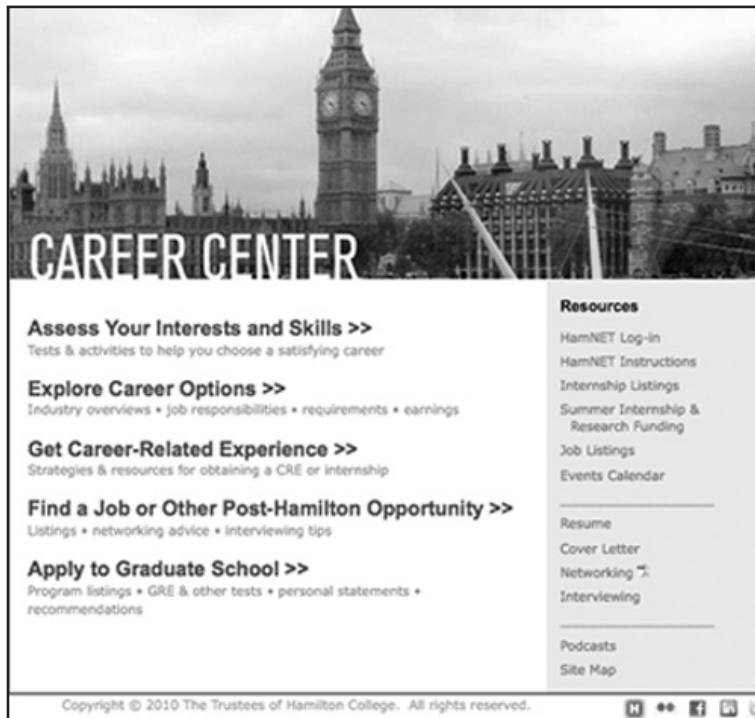 CAREER CENTER
Assess Your Interests and Skills >>
Tests & activities to help you choose a satisfying career
Explore Career Options >>
Industry overviews • job responsibilities • requirements • earnings
Get Career-Related Experience >>
Strategies & resources for obtaining a CRE or internship
Find a Job or Other Post-Hamilton Opportunity >>
Listings • networking advice • interviewing tips
Apply to Graduate School >>
Program listings • GRE & other tests • personal statements •
recommendations
Resources
HamNET Log-in
HamNET Instructions
Internship Listings
Summer Internship &
Research Funding
Job Listings
Events Calendar
Resume
Cover Letter
Networking
Interviewing
Podcasts
Site Map
Copyright © 2010 The Trustees of Hamilton College. All rights reserved.
H
f
in